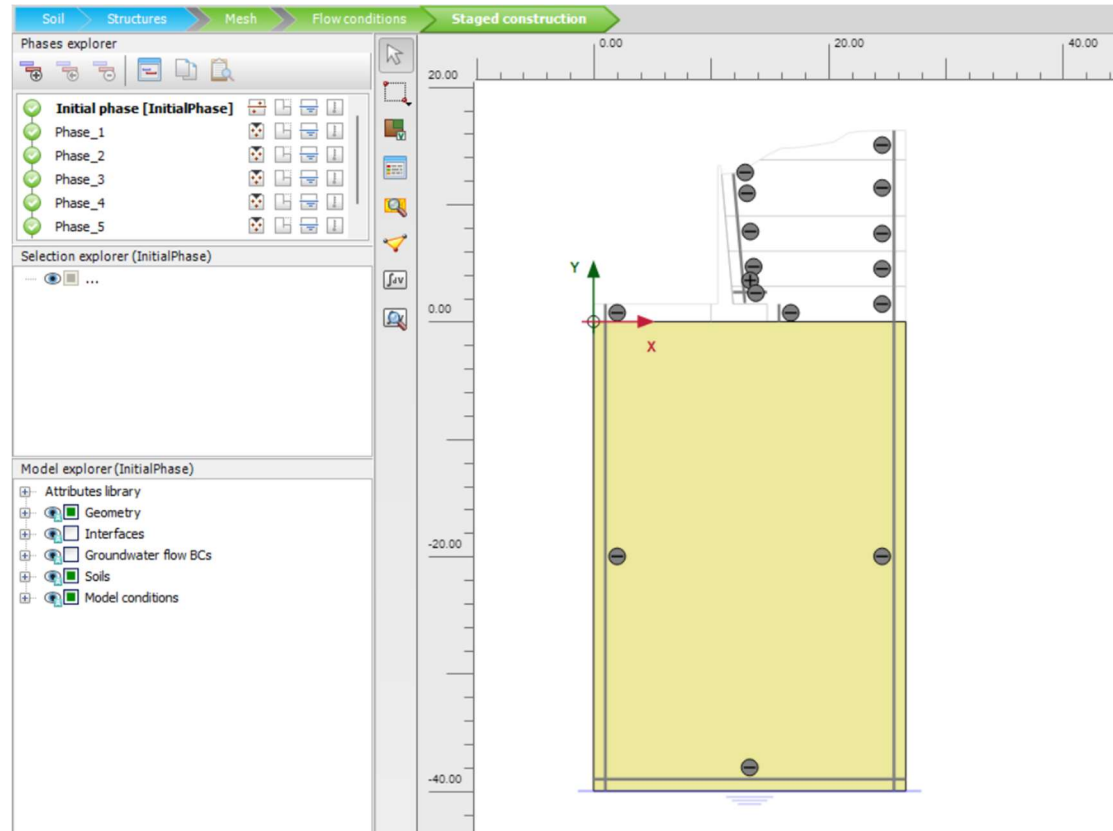 Soil Structures Mesh Flow conditions Staged construction
Phases explorer
Initial phase [InitialPhase]
Phase_1
Phase_2
Phase_3
Phase_4
Phase_5
Selection explorer (InitialPhase)
...
Model explorer (InitialPhase)
Attributes library
Geometry
Interfaces
Groundwater flow BCs
Soils
Model conditions
0.00 20.00 40.00
20.00
0.00
-20.00
-40.00
Y
X
∫dV